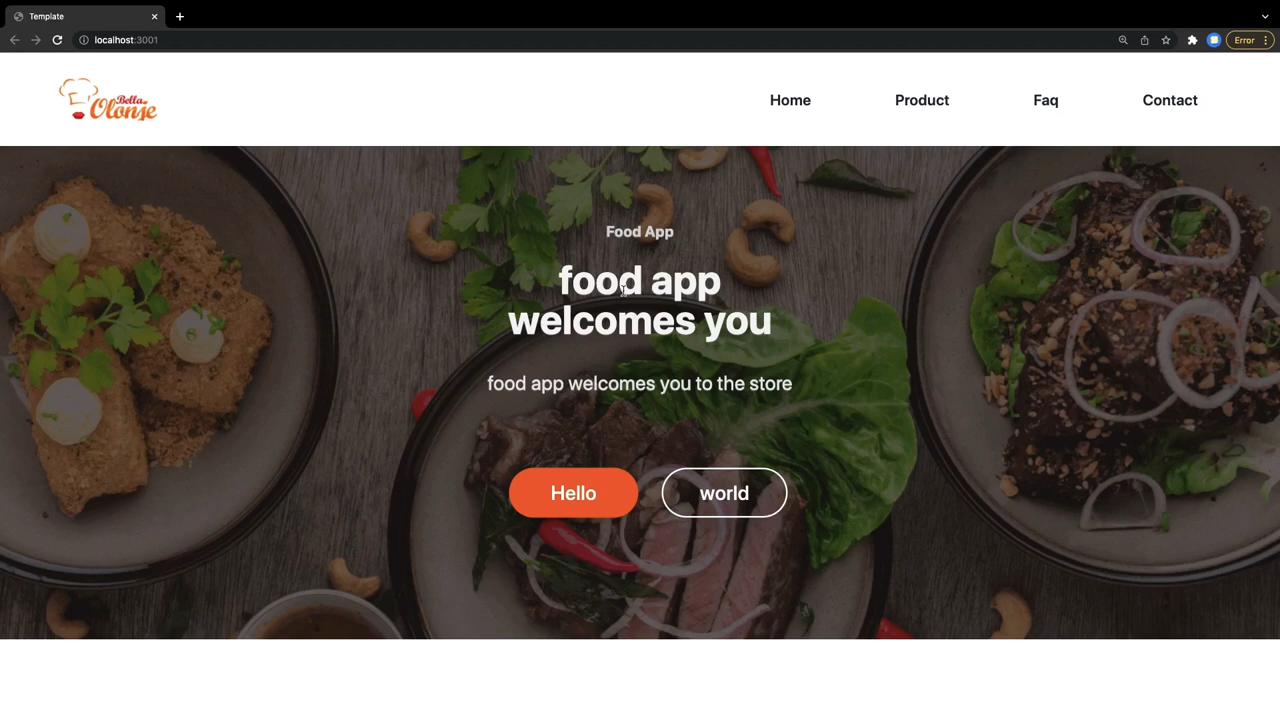 Template
localhost:3001
Error
Bella
Olonje
Home Product Faq Contact
Food App
food app
welcomes you
food app welcomes you to the store
Hello world